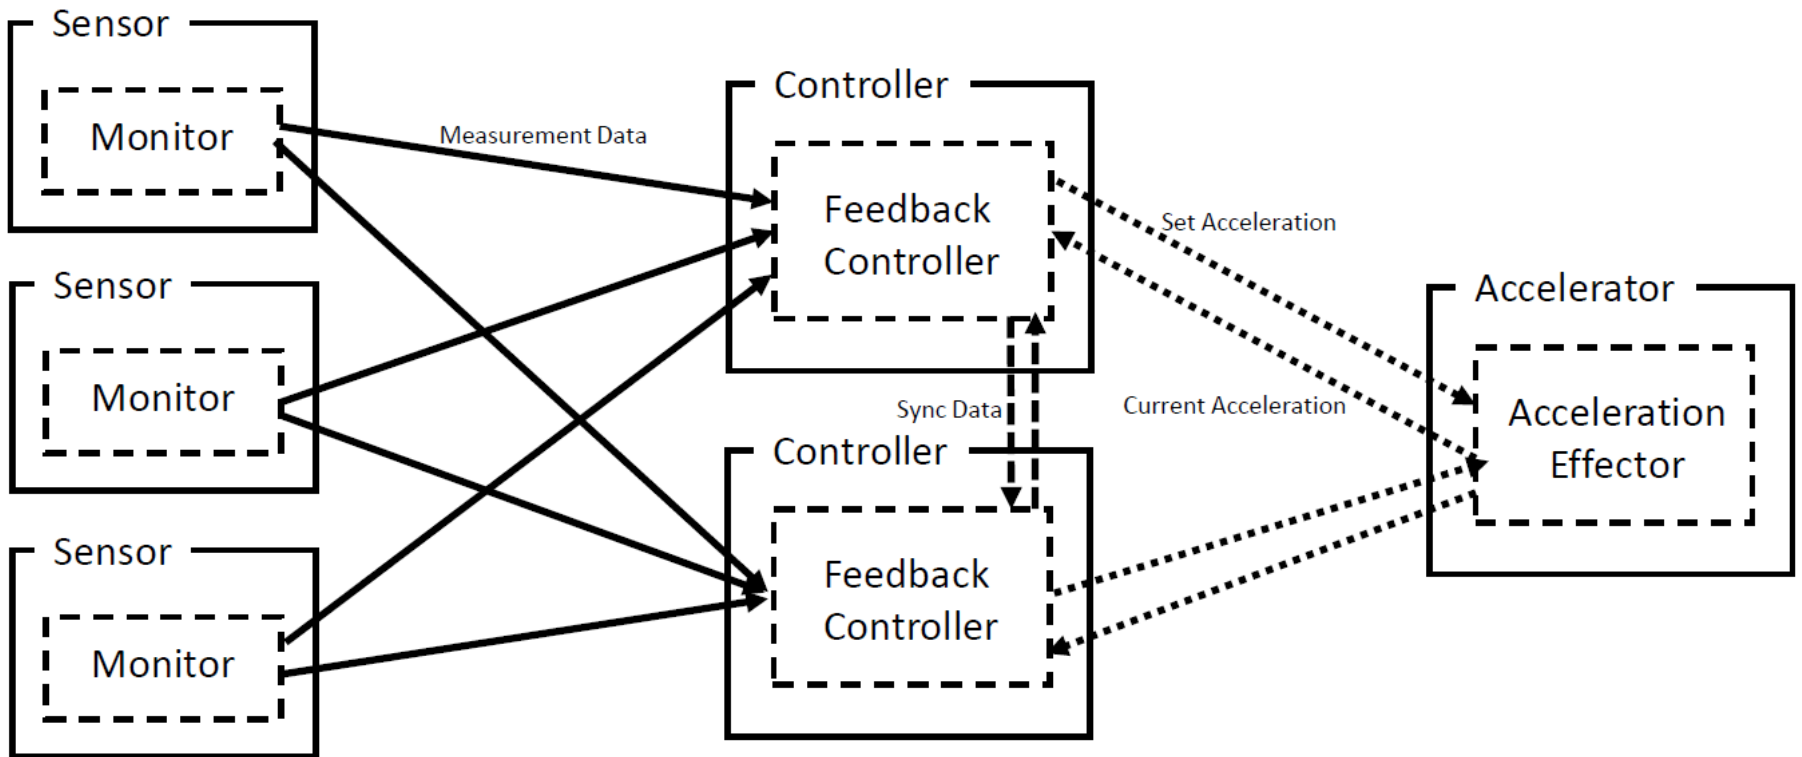 Sensor
Monitor
Sensor
Monitor
Sensor
Monitor
Measurement Data
Controller
Feedback
Controller
Sync Data
Controller
Feedback
Controller
Set Acceleration
Current Acceleration
Accelerator
Acceleration
Effector